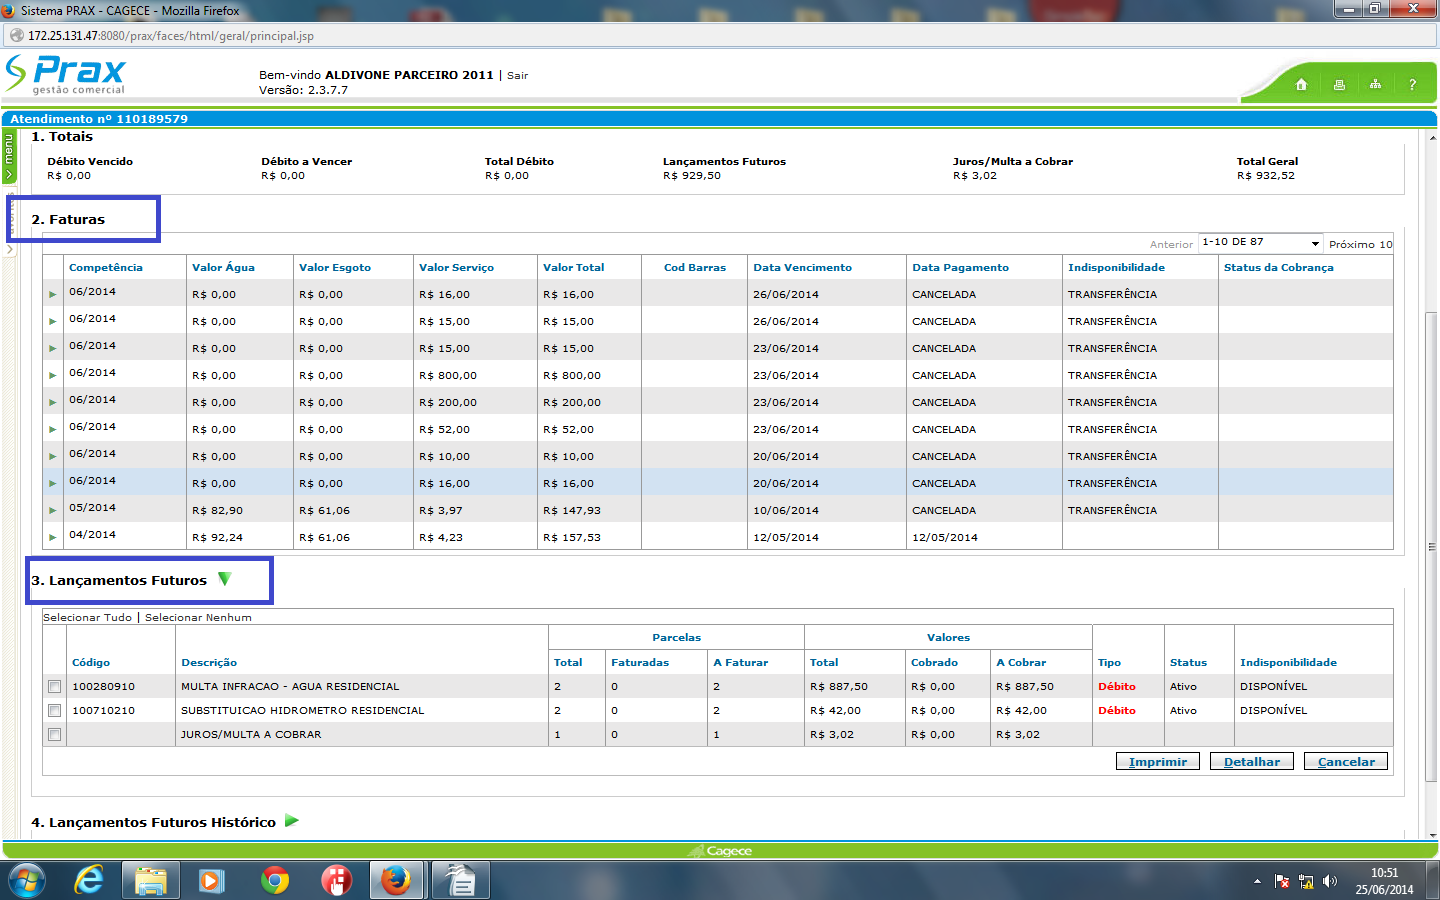 Sistema PRAX - CAGECE - Mozilla Firefox
172.25.131.47:8080/prax/faces/html/geral/principal.jsp
Prax
gestão comercial
Bem-vindo ALDIVONE PARCEIRO 2011 | Sair
Versão: 2.3.7.7
?
Atendimento nº 110189579
menu
1. Totais
Débito Vencido Débito a Vencer Total Débito Lançamentos Futuros Juros/Multa a Cobrar Total Geral
R$ 0,00 R$ 0,00 R$ 0,00 R$ 929,50 R$ 3,02 R$ 932,52
2. Faturas
Anterior 1-10 DE 87 Próximo 10
Competência Valor Água Valor Esgoto Valor Serviço Valor Total Cod Barras Data Vencimento Data Pagamento Indisponibilidade Status da Cobrança
06/2014 R$ 0,00 R$ 0,00 R$ 16,00 R$ 16,00 26/06/2014 CANCELADA TRANSFERÊNCIA
06/2014 R$ 0,00 R$ 0,00 R$ 15,00 R$ 15,00 26/06/2014 CANCELADA TRANSFERÊNCIA
06/2014 R$ 0,00 R$ 0,00 R$ 15,00 R$ 15,00 23/06/2014 CANCELADA TRANSFERÊNCIA
06/2014 R$ 0,00 R$ 0,00 R$ 800,00 R$ 800,00 23/06/2014 CANCELADA TRANSFERÊNCIA
06/2014 R$ 0,00 R$ 0,00 R$ 200,00 R$ 200,00 23/06/2014 CANCELADA TRANSFERÊNCIA
06/2014 R$ 0,00 R$ 0,00 R$ 52,00 R$ 52,00 23/06/2014 CANCELADA TRANSFERÊNCIA
06/2014 R$ 0,00 R$ 0,00 R$ 10,00 R$ 10,00 20/06/2014 CANCELADA TRANSFERÊNCIA
06/2014 R$ 0,00 R$ 0,00 R$ 16,00 R$ 16,00 20/06/2014 CANCELADA TRANSFERÊNCIA
05/2014 R$ 82,90 R$ 61,06 R$ 3,97 R$ 147,93 10/06/2014 CANCELADA TRANSFERÊNCIA
04/2014 R$ 92,24 R$ 61,06 R$ 4,23 R$ 157,53 12/05/2014 12/05/2014
3. Lançamentos Futuros
Selecionar Tudo | Selecionar Nenhum
Parcelas Valores
Código Descrição Total Faturadas A Faturar Total Cobrado A Cobrar Tipo Status Indisponibilidade
100280910 MULTA INFRACAO - AGUA RESIDENCIAL 2 0 2 R$ 887,50 R$ 0,00 R$ 887,50 Débito Ativo DISPONÍVEL
100710210 SUBSTITUICAO HIDROMETRO RESIDENCIAL 2 0 2 R$ 42,00 R$ 0,00 R$ 42,00 Débito Ativo DISPONÍVEL
JUROS/MULTA A COBRAR 1 0 1 R$ 3,02 R$ 0,00 R$ 3,02
Imprimir Detalhar Cancelar
4. Lançamentos Futuros Histórico
Cagece
10:51
25/06/2014